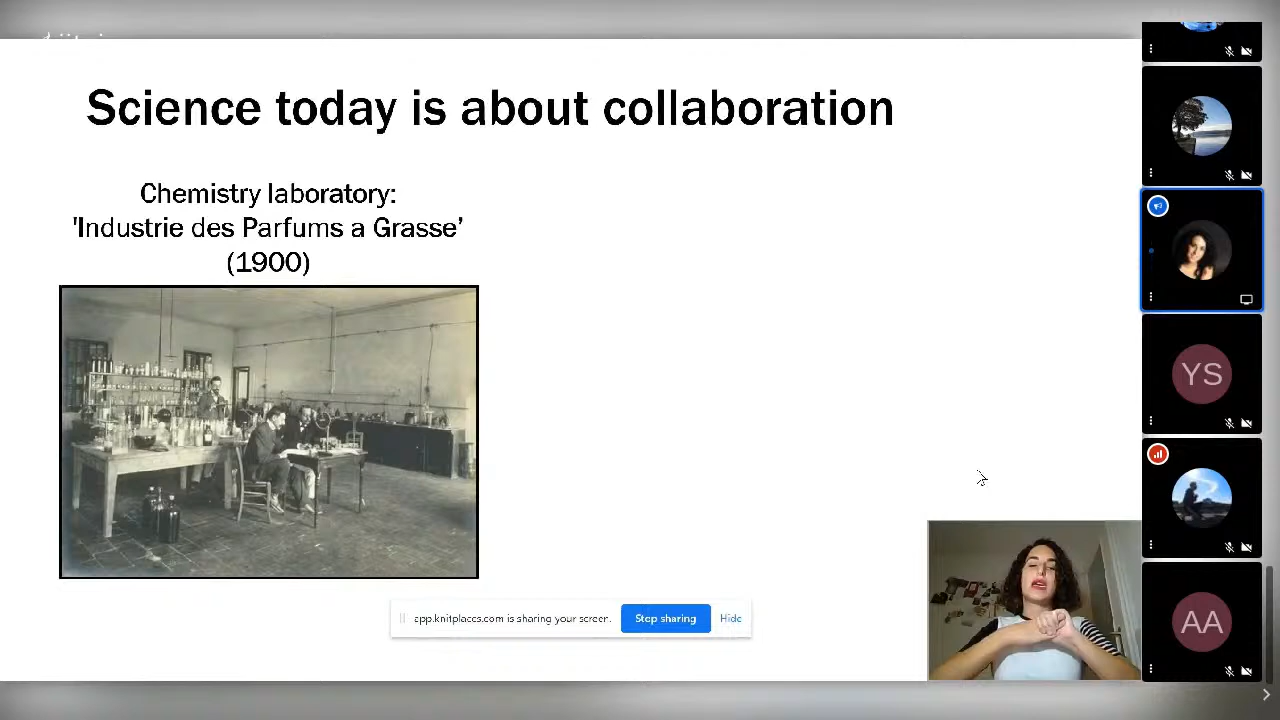 Science today is about collaboration
Chemistry laboratory:
'Industrie des Parfums a Grasse'
(1900)
app.knitplaces.com is sharing your screen.
Stop sharing
Hide
YS
AA